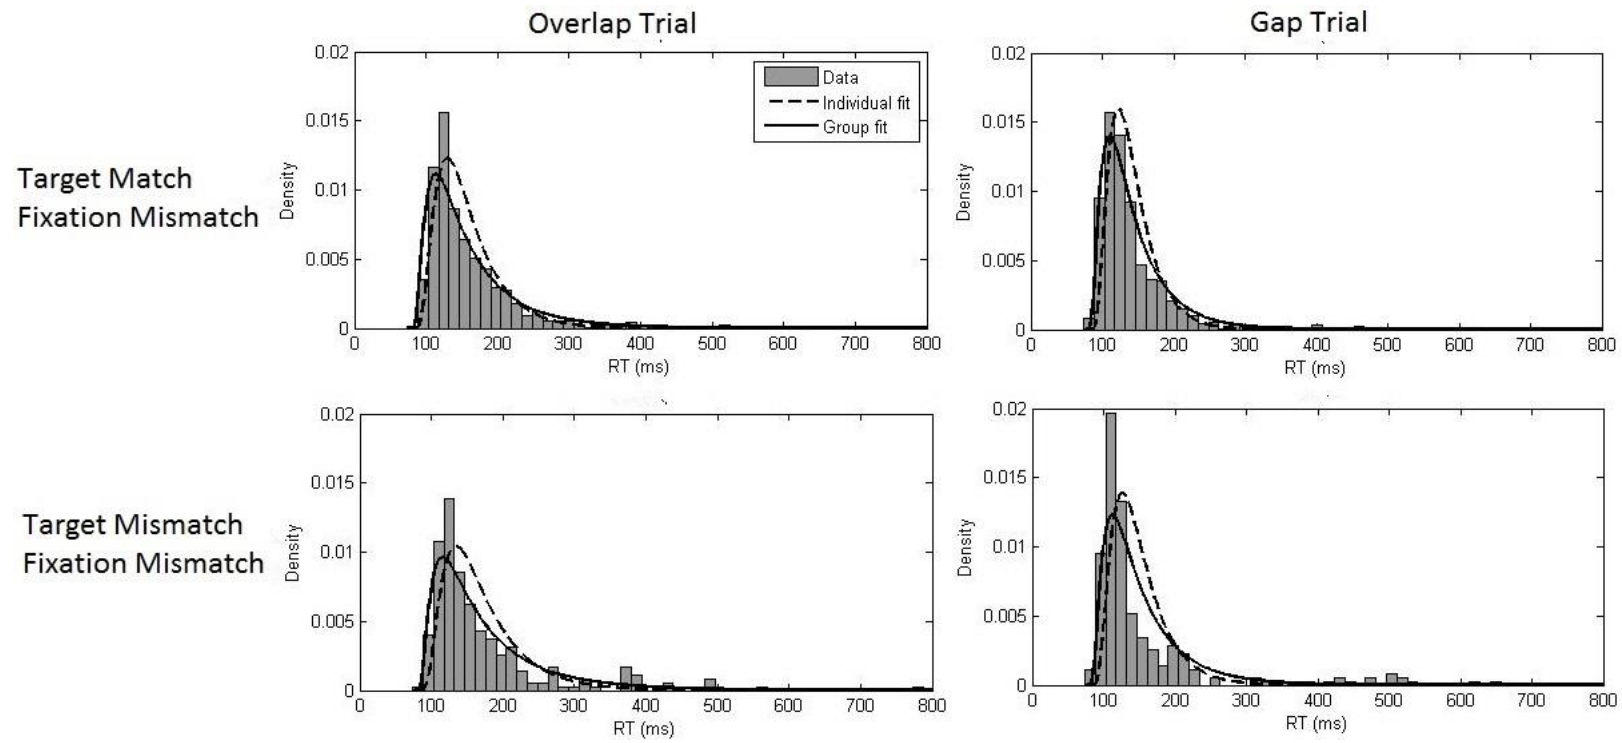 Overlap Trial
Gap Trial
Target Match
Fixation Mismatch
Density
0.02
0.015
0.01
0.005
0
Data
Individual fit
Group fit
0 100 200 300 400 500 600 700 800
RT (ms)
Density
0.02
0.015
0.01
0.005
0
0 100 200 300 400 500 600 700 800
RT (ms)
Target Mismatch
Fixation Mismatch
Density
0.02
0.015
0.01
0.005
0
0 100 200 300 400 500 600 700 800
RT (ms)
Density
0.02
0.015
0.01
0.005
0
0 100 200 300 400 500 600 700 800
RT (ms)